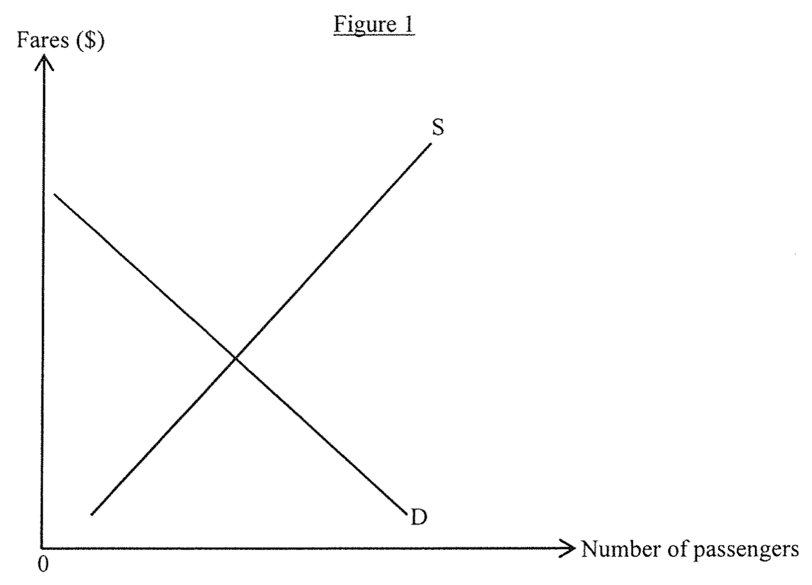 Figure 1
Fares ($)
S
D
Number of passengers
0